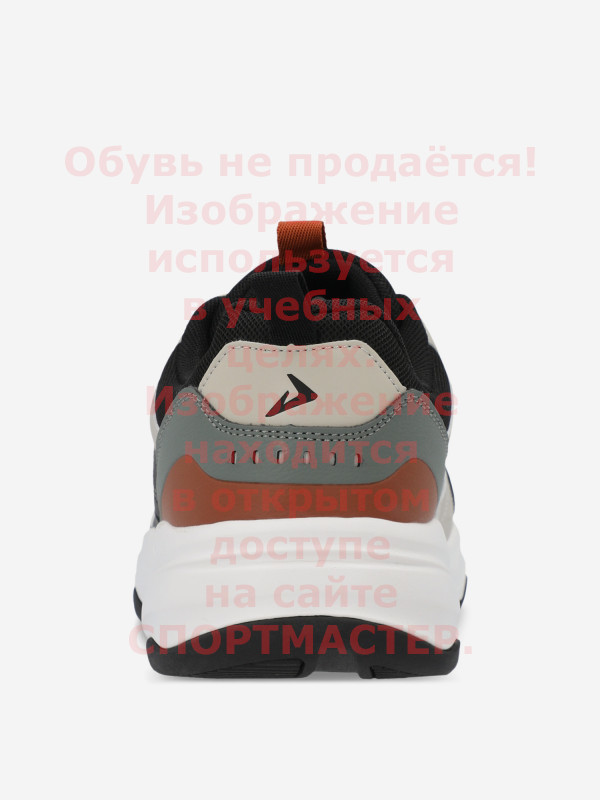 Обувь не продаётся!
Изображение
используется
в учебных
целях.
Изображение
находится
в открытом
доступе
на сайте
СПОРТМАСТЕР.